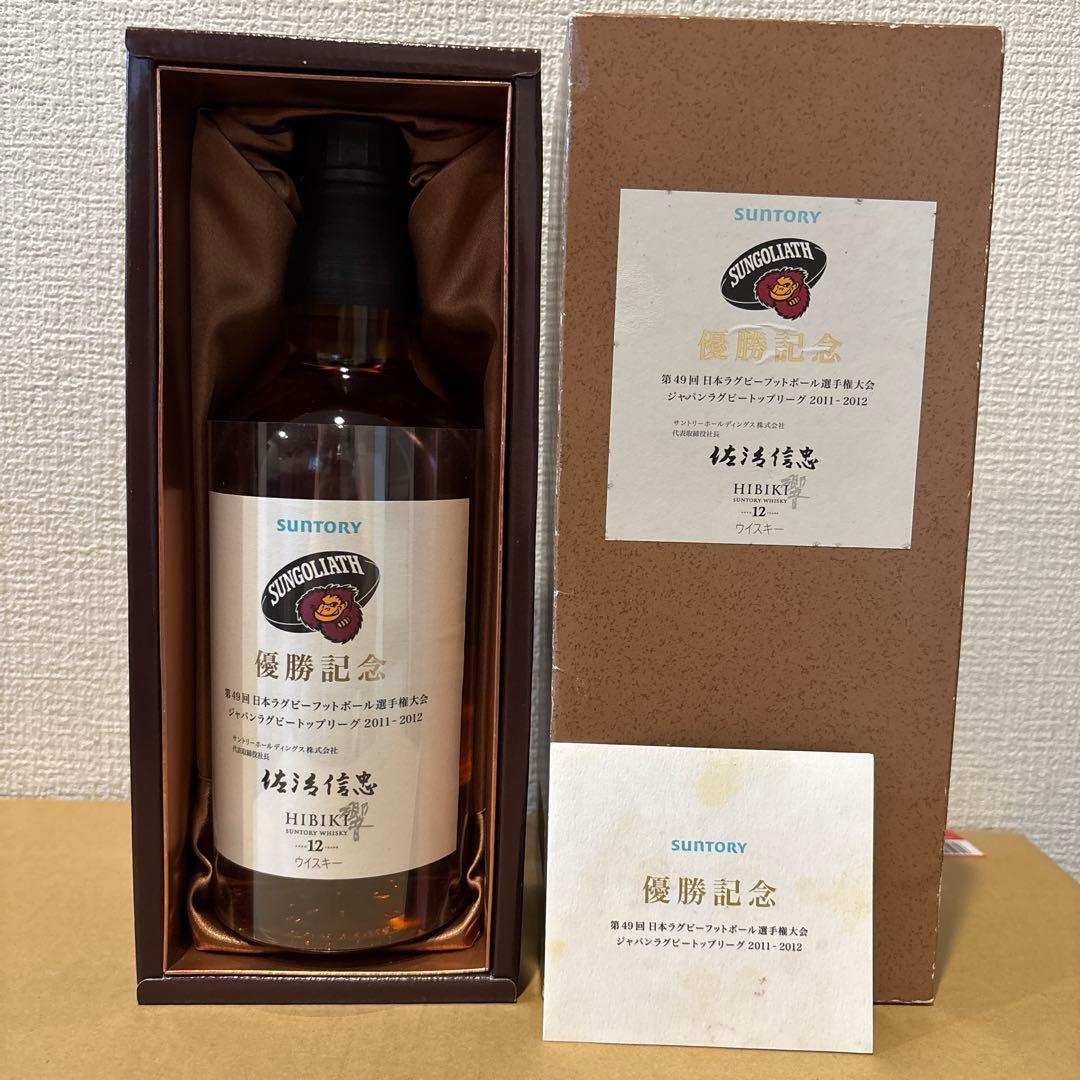 SUNTORY
SUNGOLIATH
優勝記念
第49回 日本ラグビーフットボール選手権大会
ジャパンラグビートップリーグ 2011-2012
サントリーホールディングス株式会社
代表取締役社長
佐治信忠
HIBIKI 響
SUNTORY WHISKY
AGED 12 YEARS
ウイスキー
SUNTORY
SUNGOLIATH
優勝記念
第49回 日本ラグビーフットボール選手権大会
ジャパンラグビートップリーグ 2011-2012
サントリーホールディングス株式会社
代表取締役社長
佐治信忠
HIBIKI 響
SUNTORY WHISKY
AGED 12 YEARS
ウイスキー
SUNTORY
優勝記念
第49回 日本ラグビーフットボール選手権大会
ジャパンラグビートップリーグ 2011-2012